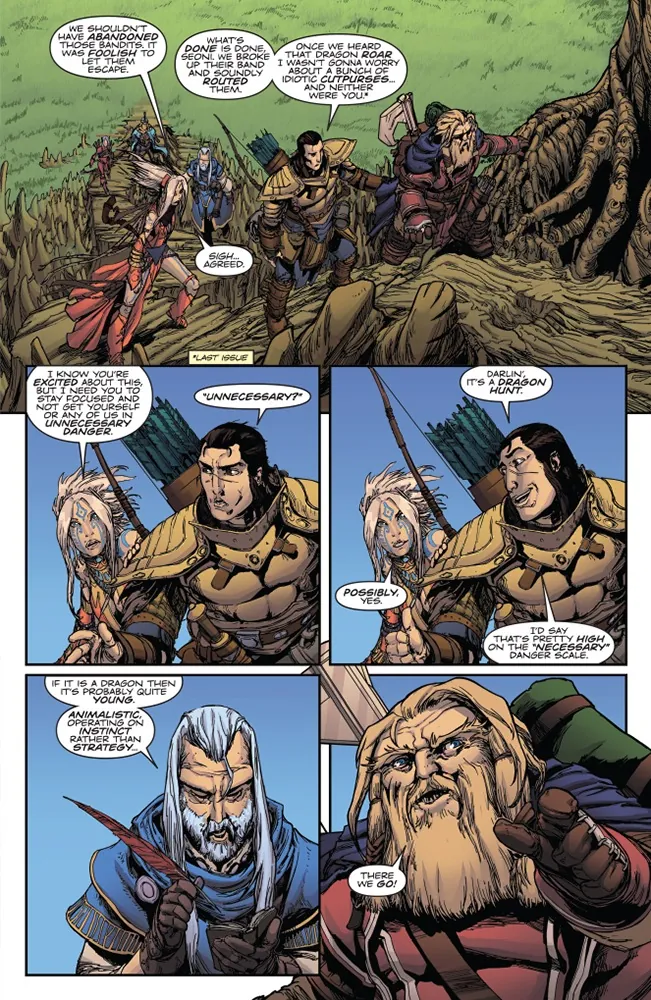 WE SHOULDN'T
HAVE ABANDONED
THOSE BANDITS. IT
WAS FOOLISH TO
LET THEM
ESCAPE.
WHAT'S
DONE IS DONE,
SEONI. WE BROKE
UP THEIR BAND
AND SOUNDLY
ROUTED
THEM.
ONCE WE HEARD
THAT DRAGON ROAR
I WASN'T GONNA WORRY
ABOUT A BUNCH OF
IDIOTIC CUTPURSES...
AND NEITHER
WERE YOU.*
SIGH...
AGREED.
*LAST ISSUE
I KNOW YOU'RE
EXCITED ABOUT THIS,
BUT I NEED YOU TO
STAY FOCUSED AND
NOT GET YOURSELF
OR ANY OF US IN
UNNECESSARY
DANGER.
"UNNECESSARY?"
DARLIN',
IT'S A DRAGON
HUNT.
POSSIBLY,
YES.
I'D SAY
THAT'S PRETTY HIGH
ON THE "NECESSARY"
DANGER SCALE.
IF IT IS A DRAGON THEN
IT'S PROBABLY QUITE
YOUNG.
ANIMALISTIC,
OPERATING ON
INSTINCT
RATHER THAN
STRATEGY...
THERE
WE GO!